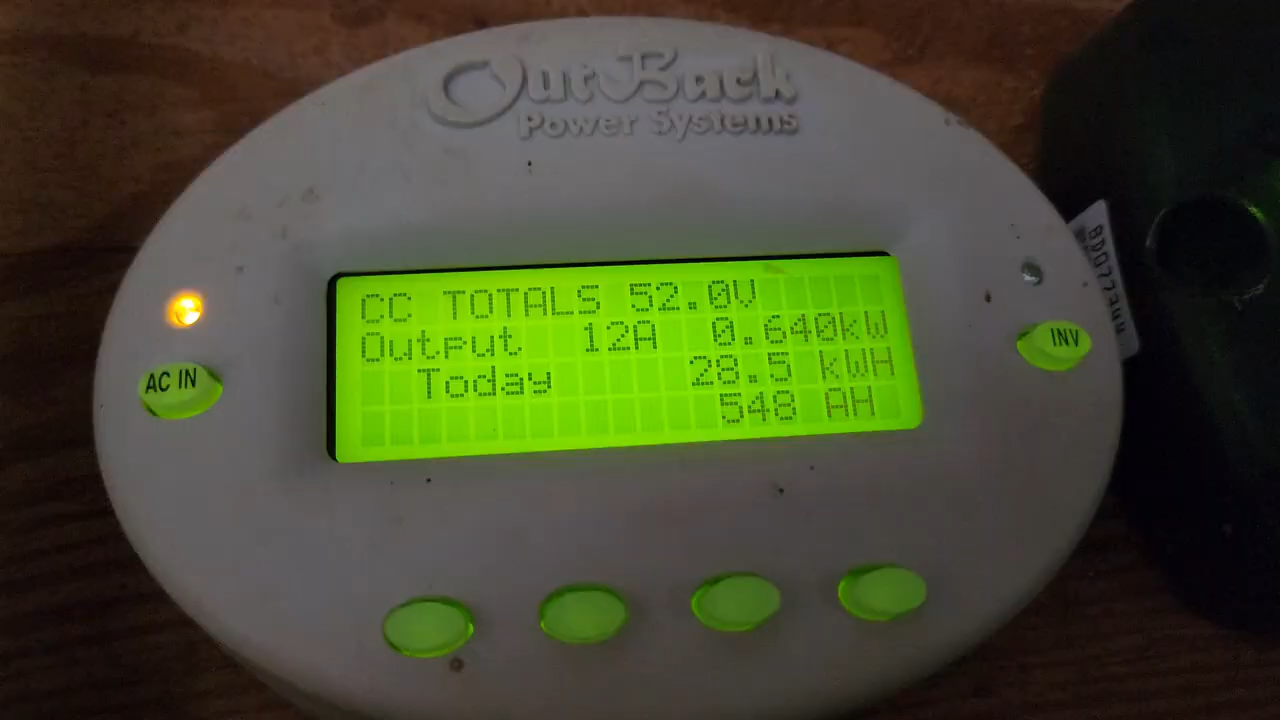 OutBack
Power Systems
CC TOTALS 52.0V
Output 12A 0.640kW
Today 28.5 kWH
548 AH
AC IN
INV